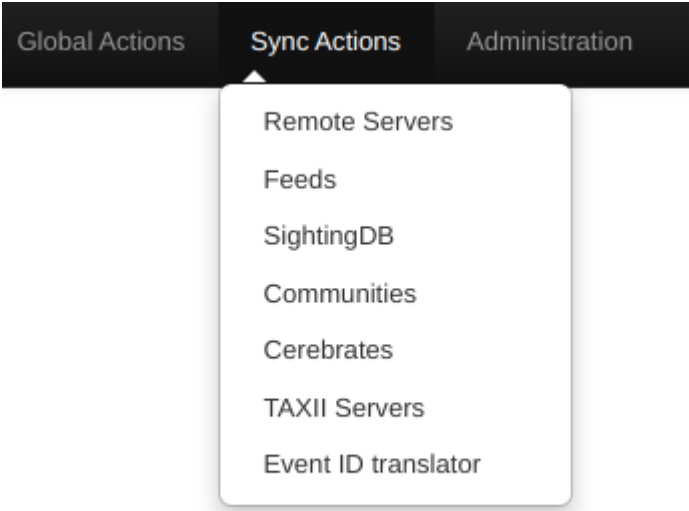 Global Actions Sync Actions Administration
Remote Servers
Feeds
SightingDB
Communities
Cerebrates
TAXII Servers
Event ID translator